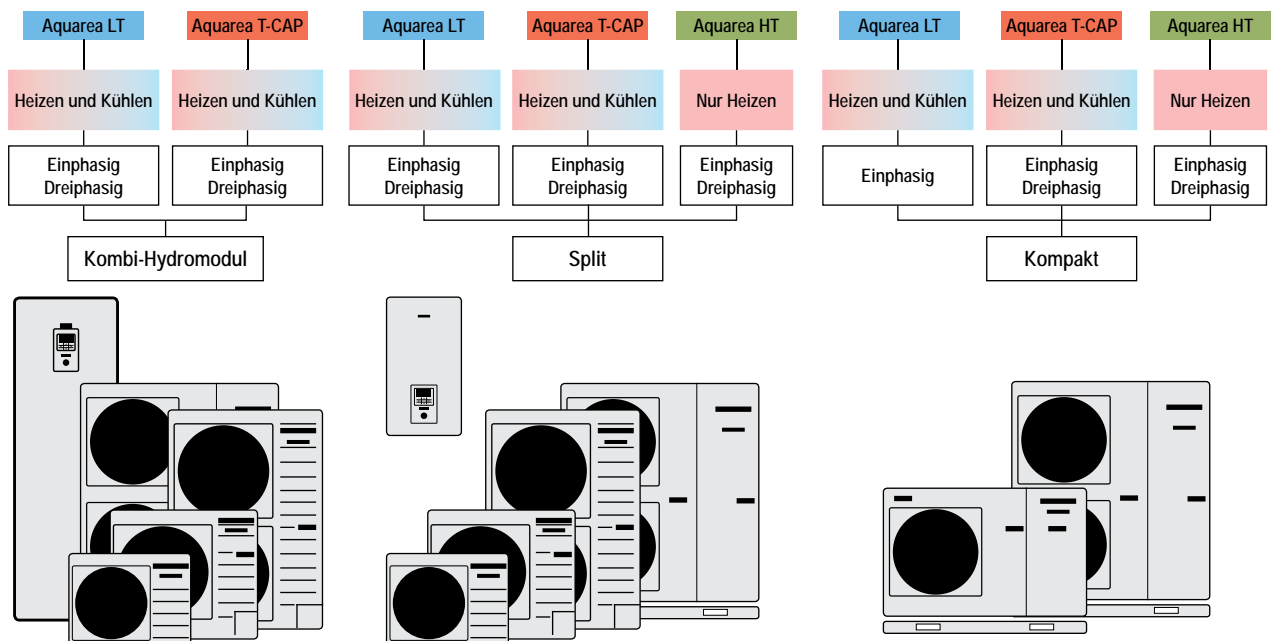 Aquarea LT
Aquarea T-CAP
Aquarea LT
Aquarea T-CAP
Aquarea HT
Aquarea LT
Aquarea T-CAP
Aquarea HT
Heizen und Kühlen
Heizen und Kühlen
Heizen und Kühlen
Heizen und Kühlen
Nur Heizen
Heizen und Kühlen
Heizen und Kühlen
Nur Heizen
Einphasig
Dreiphasig
Einphasig
Dreiphasig
Einphasig
Dreiphasig
Einphasig
Dreiphasig
Einphasig
Dreiphasig
Einphasig
Einphasig
Dreiphasig
Einphasig
Dreiphasig
Kombi-Hydromodul
Split
Kompakt